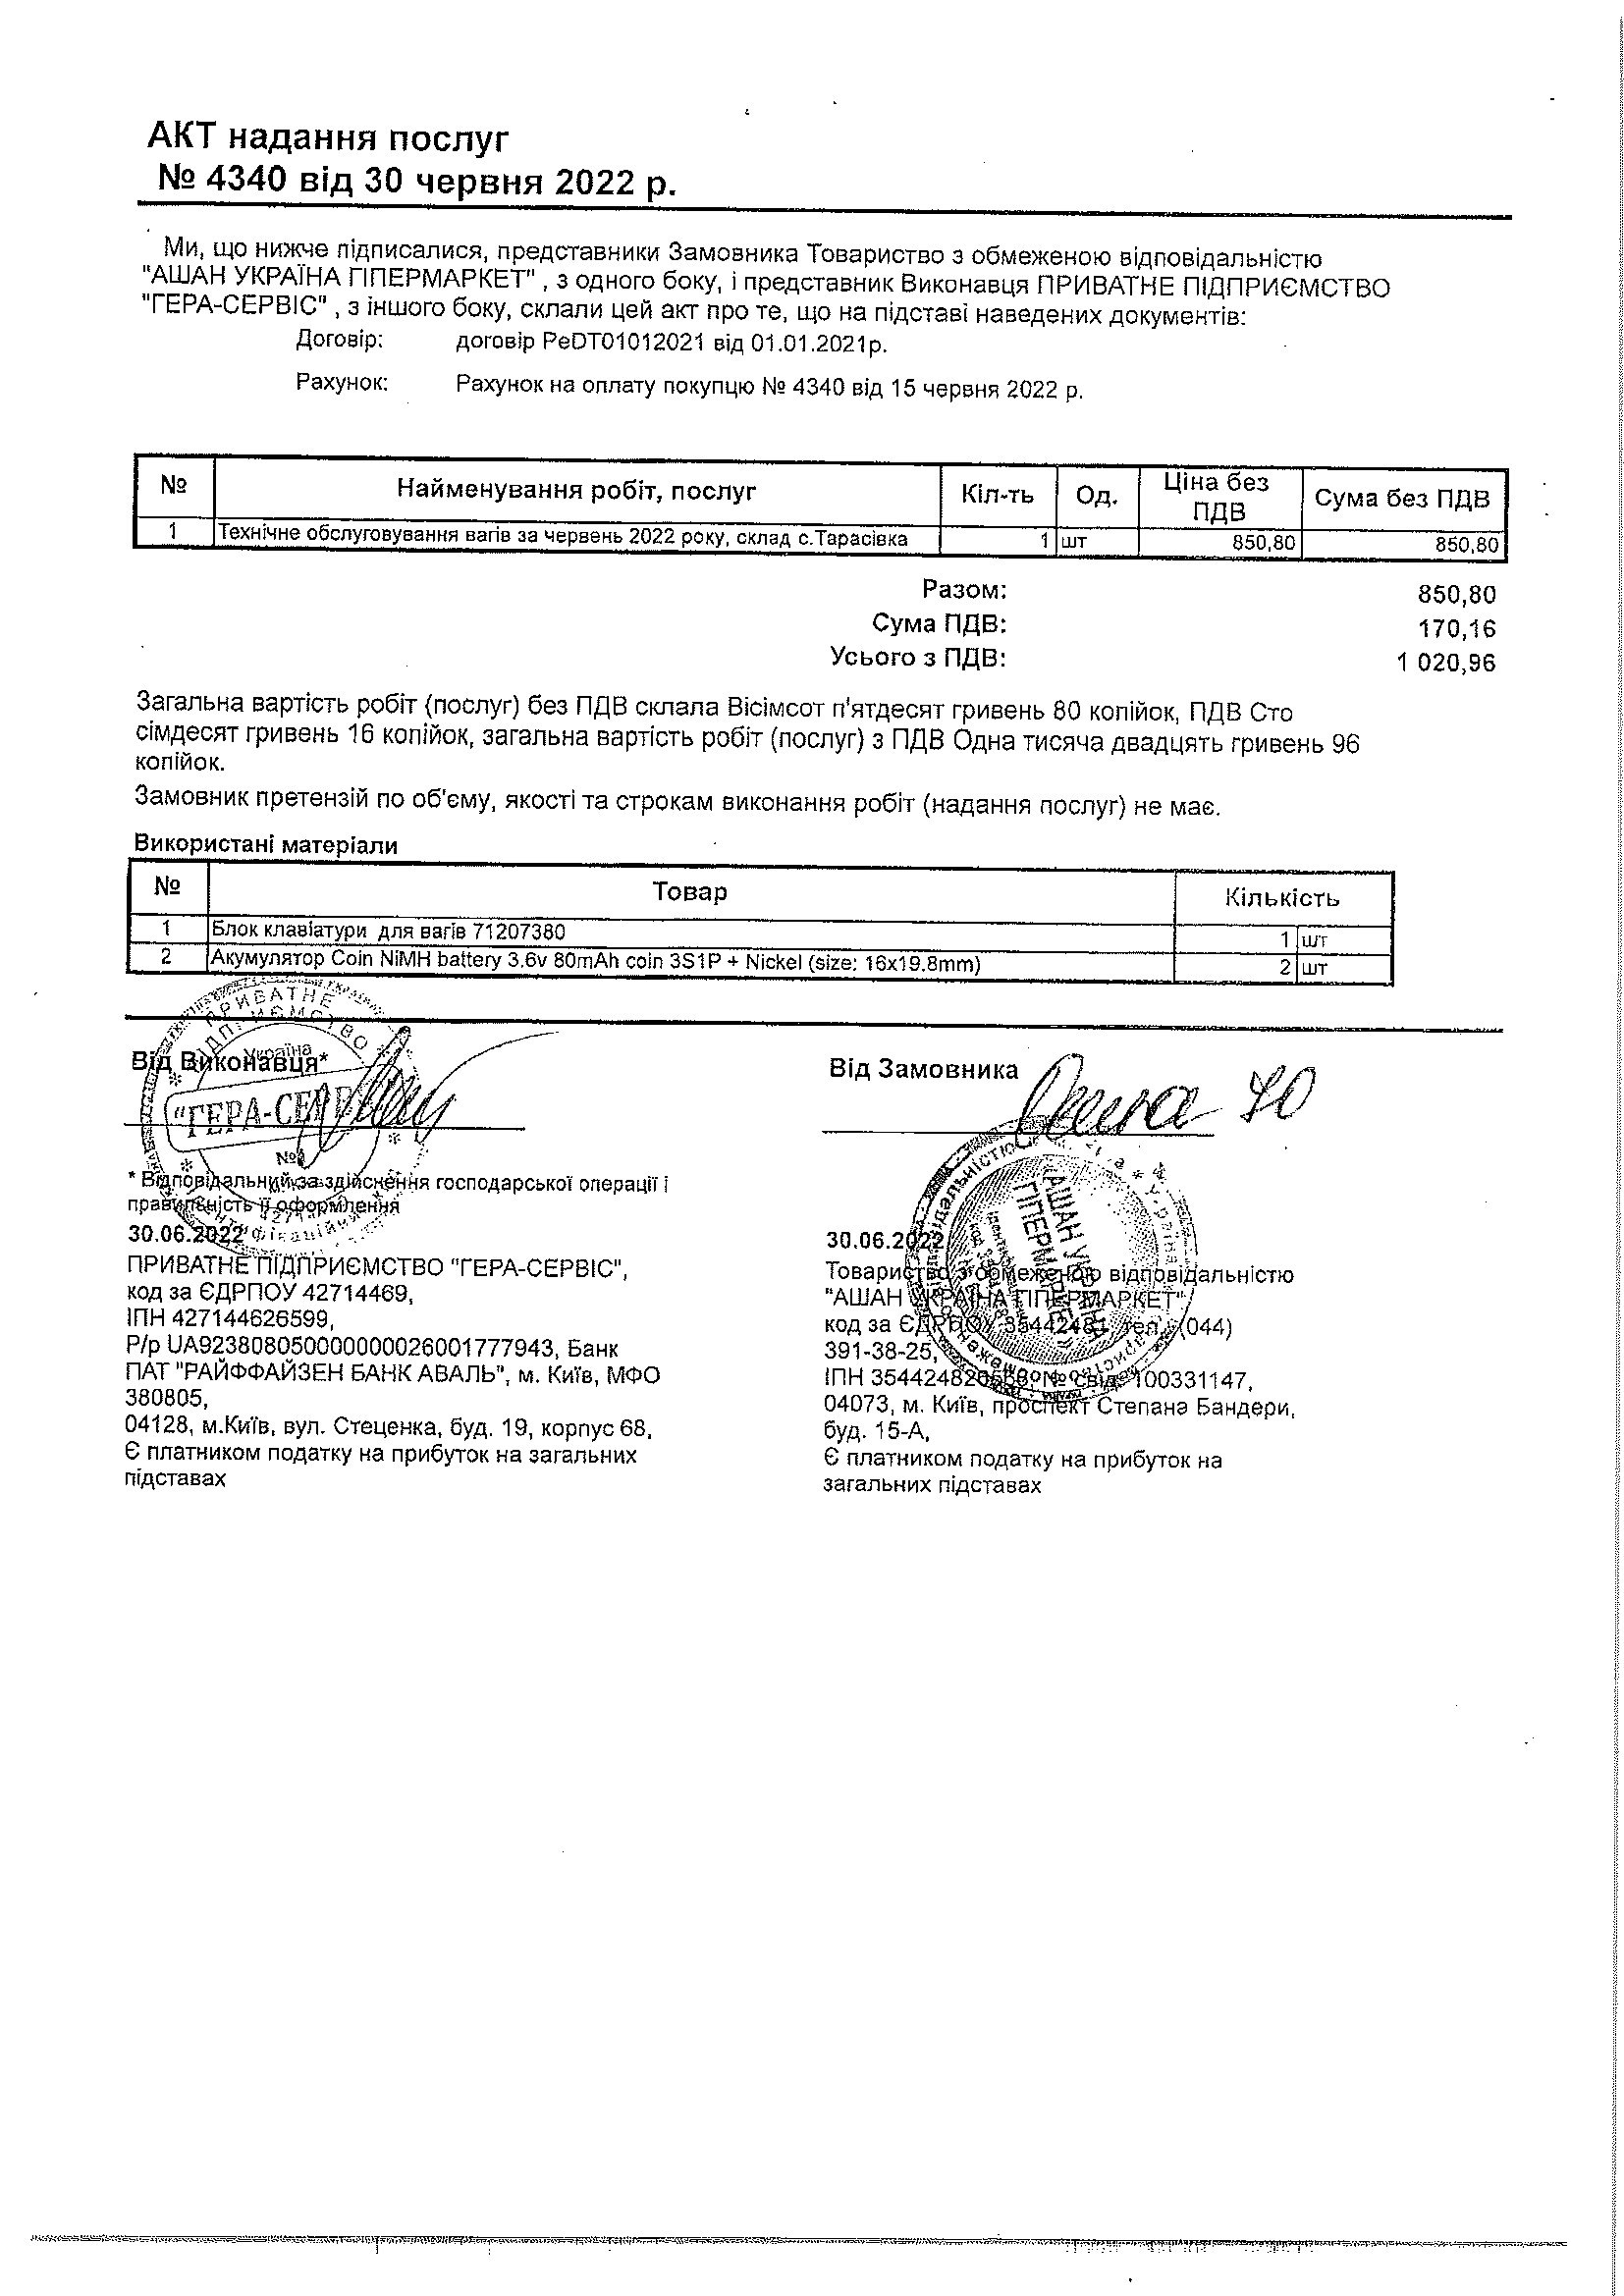 АКТ надання послуг
№ 4340 від 30 червня 2022 р.
Ми, що нижче підписалися, представники Замовника Товариство з обмеженою відповідальністю
"АШАН УКРАЇНА ГІПЕРМАРКЕТ" , з одного боку, і представник Виконавця ПРИВАТНЕ ПІДПРИЄМСТВО
"ГЕРА-СЕРВІС" , з іншого боку, склали цей акт про те, що на підставі наведених документів:
Договір: договір PeDT01012021 від 01.01.2021р.
Рахунок: Рахунок на оплату покупцю № 4340 від 15 червня 2022 р.
№ Найменування робіт, послуг Кіл-ть Од. Ціна без ПДВ Сума без ПДВ
1 Технічне обслуговування вагів за червень 2022 року, склад с.Тарасівка 1 шт 850,80 850,80
Разом: 850,80
Сума ПДВ: 170,16
Усього з ПДВ: 1 020,96
Загальна вартість робіт (послуг) без ПДВ склала Вісімсот п'ятдесят гривень 80 копійок, ПДВ Сто
сімдесят гривень 16 копійок, загальна вартість робіт (послуг) з ПДВ Одна тисяча двадцять гривень 96
копійок.
Замовник претензій по об'єму, якості та строкам виконання робіт (надання послуг) не має.
Використані матеріали
№ Товар Кількість
1 Блок клавіатури для вагів 71207380 1 шт
2 Акумулятор Coin NiMH battery 3.6v 80mAh coin 3S1P + Nickel (size: 16x19.8mm) 2 шт
Від Виконавця*
ПРИВАТНЕ
ПІДПРИЄМСТВО
Україна
"ГЕРА-СЕРВ
№1
* Відповідальний за здійснення господарської операції і
правильність її оформлення
30.06.2022
ПРИВАТНЕ ПІДПРИЄМСТВО "ГЕРА-СЕРВІС",
код за ЄДРПОУ 42714469,
ІПН 427144626599,
Р/р UA923808050000000026001777943, Банк
ПАТ "РАЙФФАЙЗЕН БАНК АВАЛЬ", м. Київ, МФО
380805,
04128, м.Київ, вул. Стеценка, буд. 19, корпус 68,
Є платником податку на прибуток на загальних
підставах
Від Замовника
АШАН УКРАЇНА
ГІПЕРМАРКЕТ
30.06.2022
Товариство з обмеженою відповідальністю
"АШАН УКРАЇНА ГІПЕРМАРКЕТ"
код за ЄДРПОУ тел.: (044)
391-38-25,
ІПН № свід. 100331147,
04073, м. Київ, проспект Степана Бандери,
буд. 15-А,
Є платником податку на прибуток на
загальних підставах